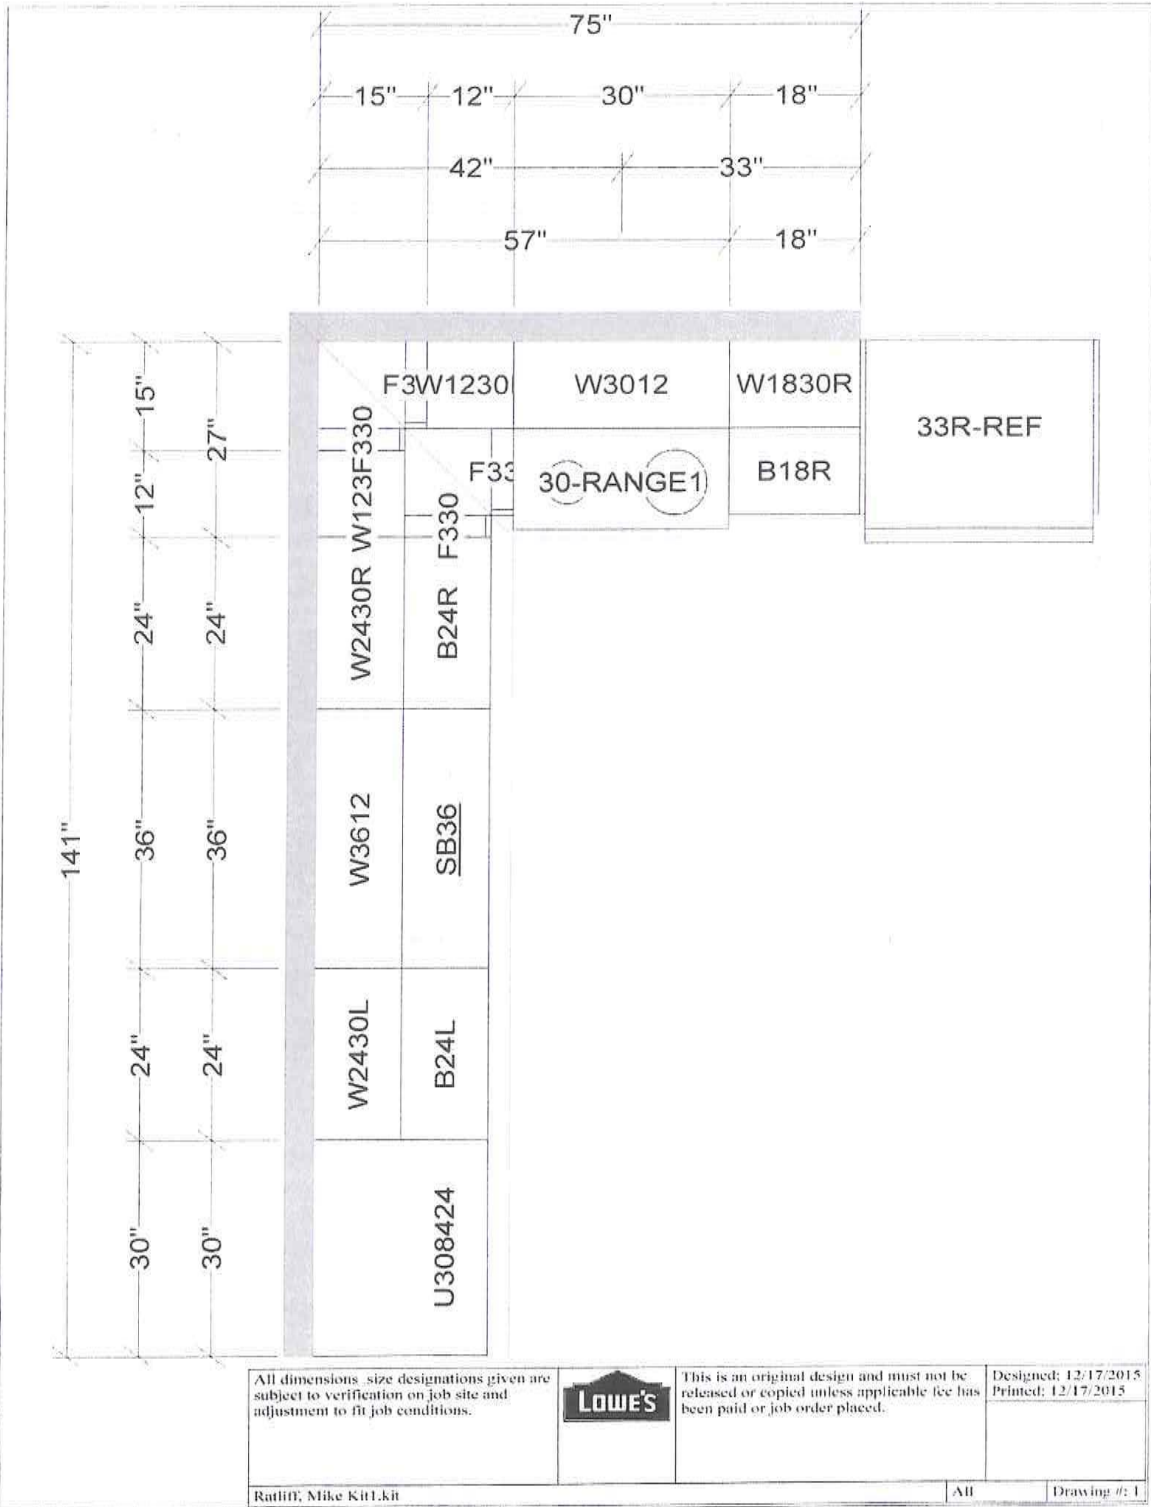 75"
15" 12" 30" 18"
42" 33"
57" 18"
F3 W1230 W3012 W1830R
33R-REF
F33 30-RANGE1 B18R
15"
12"
27"
24"
24"
36"
36"
24"
24"
30"
30"
141"
W123 F330
F330
W2430R
B24R
W3612
SB36
W2430L
B24L
U308424
All dimensions size designations given are
subject to verification on job site and
adjustment to fit job conditions.
LOWE'S
This is an original design and must not be
released or copied unless applicable fee has
been paid or job order placed.
Designed: 12/17/2015
Printed: 12/17/2015
Ratliff, Mike Kit1.kit
All
Drawing #: 1